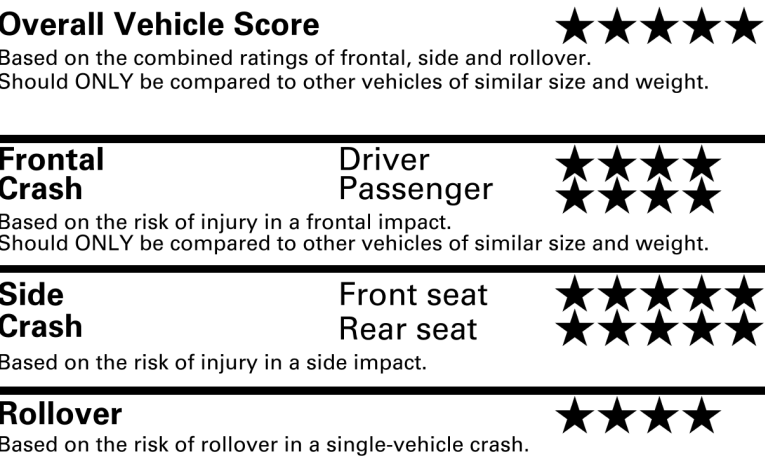 Overall Vehicle Score ★★★★★
Based on the combined ratings of frontal, side and rollover.
Should ONLY be compared to other vehicles of similar size and weight.
Frontal Driver ★★★★
Crash Passenger ★★★★
Based on the risk of injury in a frontal impact.
Should ONLY be compared to other vehicles of similar size and weight.
Side Front seat ★★★★★
Crash Rear seat ★★★★★
Based on the risk of injury in a side impact.
Rollover ★★★★
Based on the risk of rollover in a single-vehicle crash.